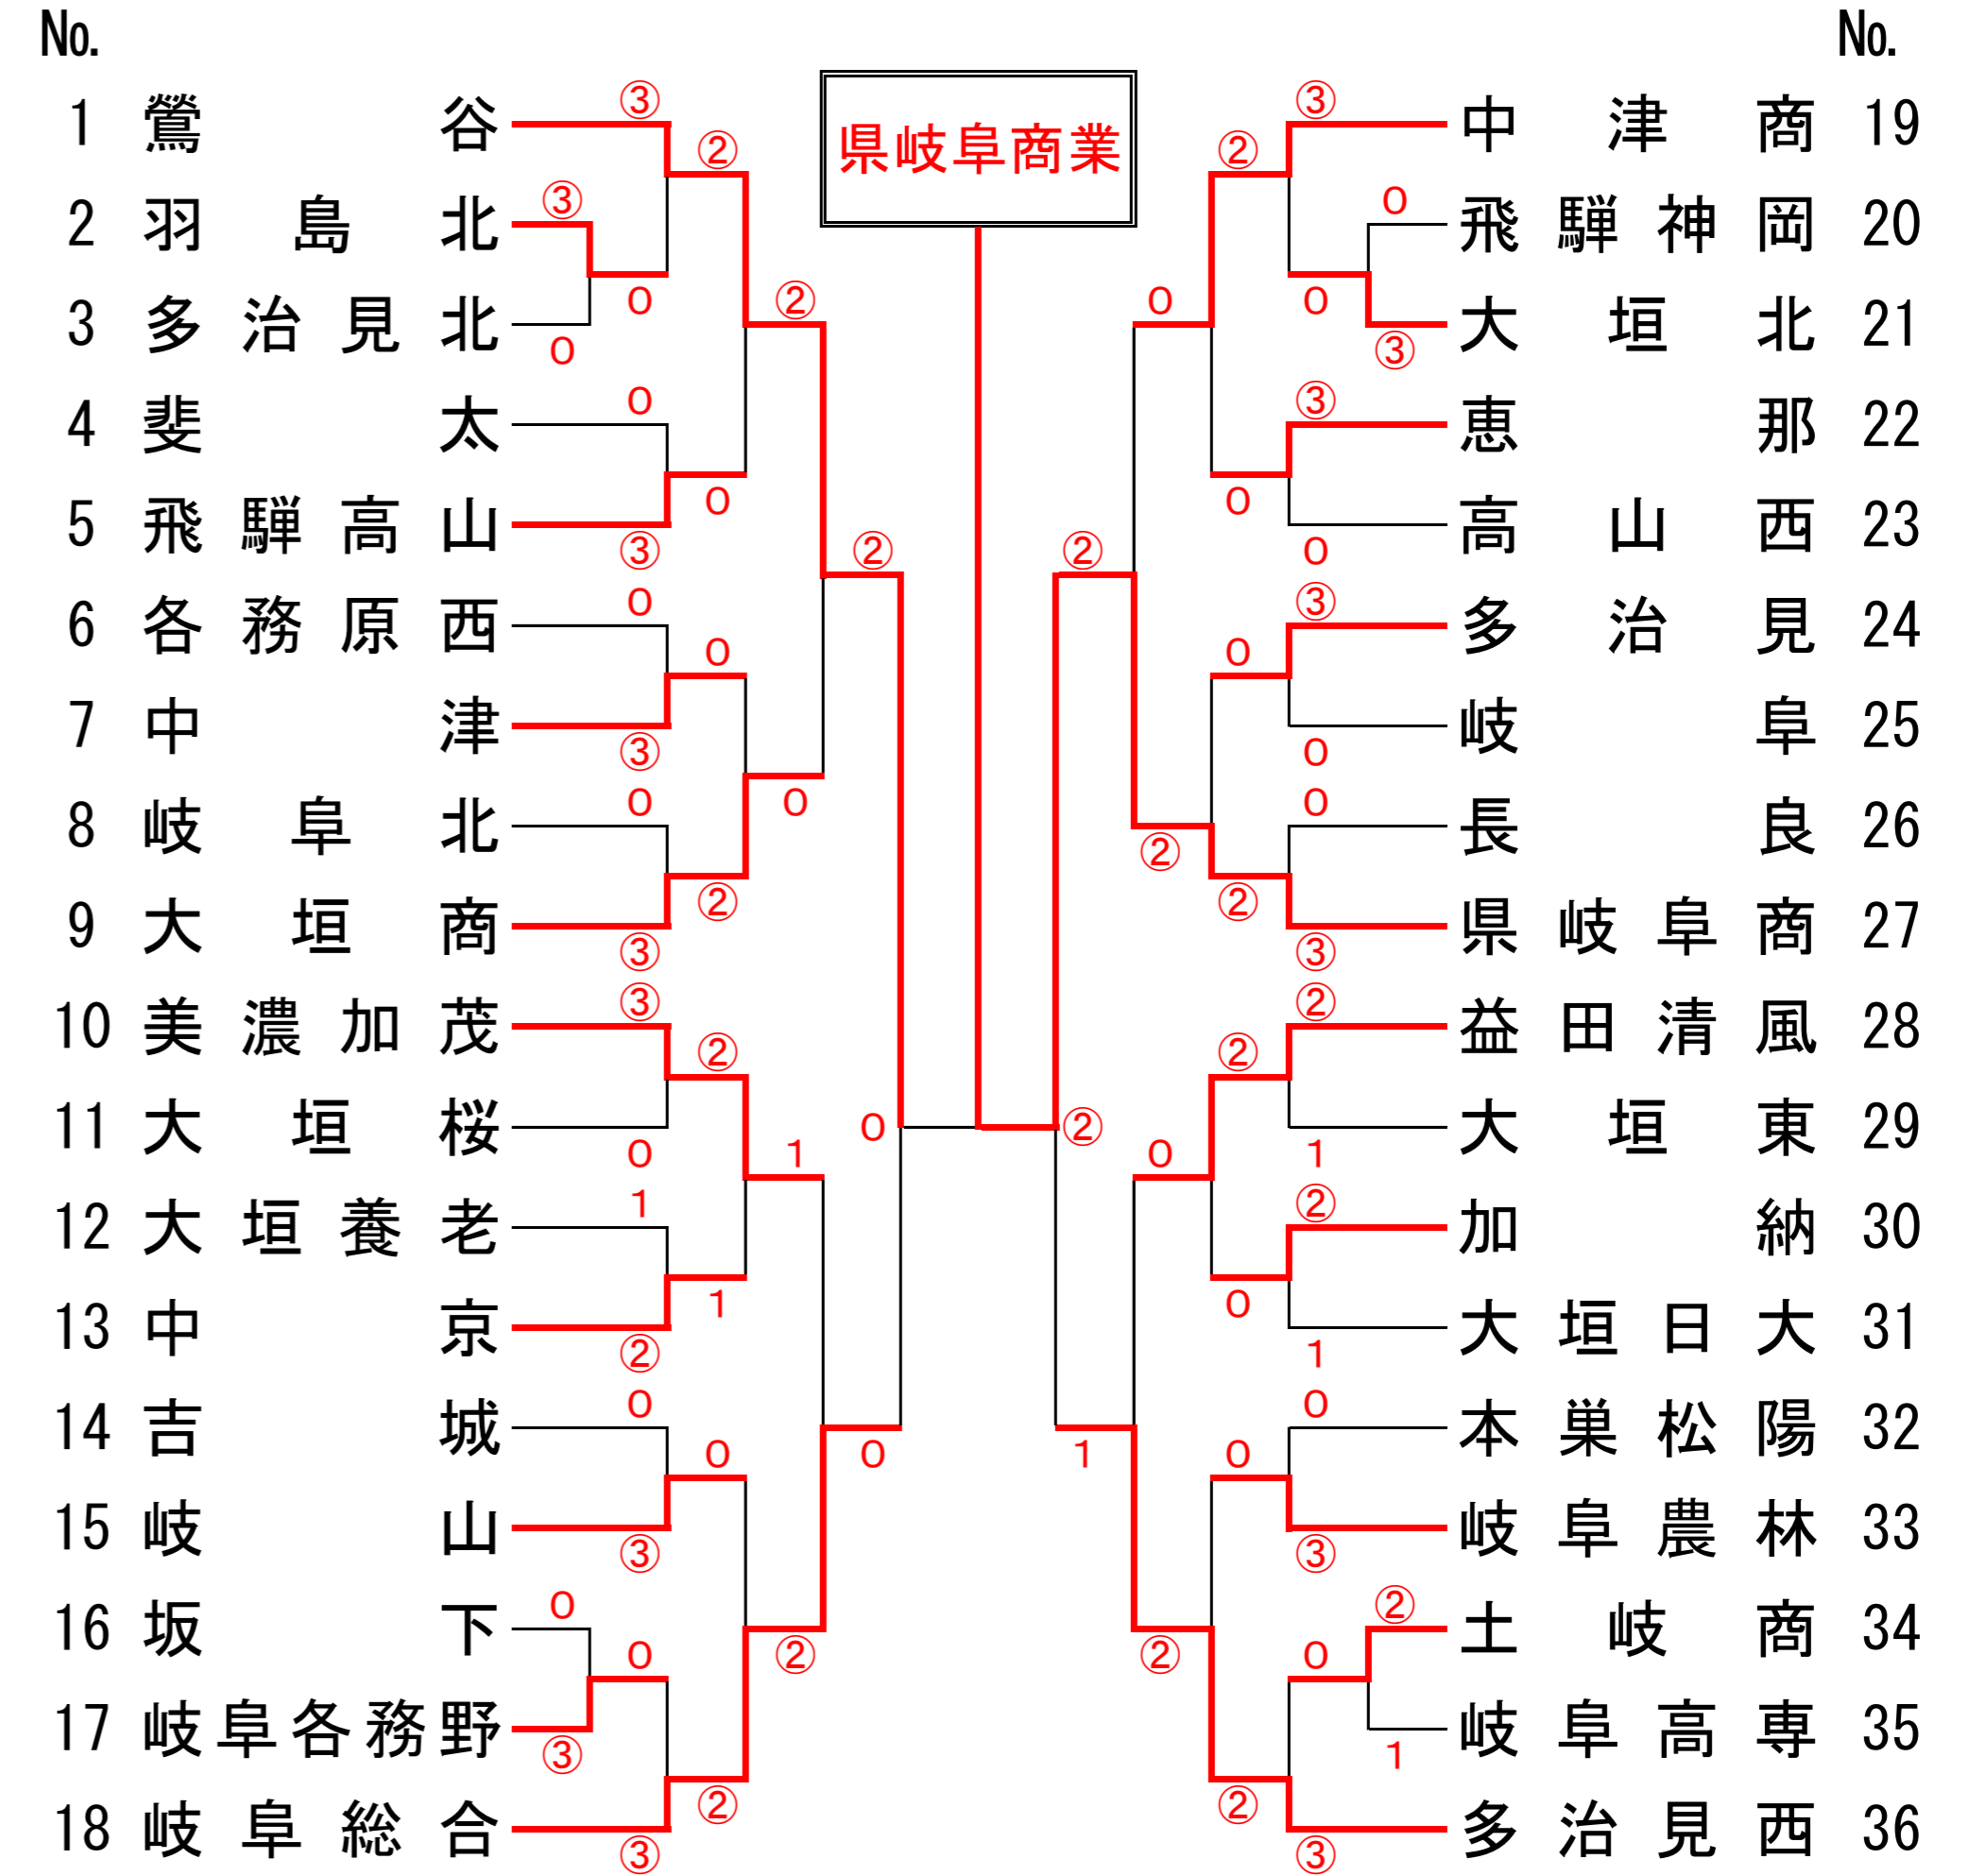 No.
No.
県岐阜商業
1 鶯谷 ③
2 羽島北 ③ ②
3 多治見北 0 0
4 斐太 0 ②
5 飛騨高山 ③ 0
6 各務原西 0 ②
7 中津 ③ 0
8 岐阜北 0 0
9 大垣商 ③ ②
10 美濃加茂 ③
11 大垣桜 0 ② 0
12 大垣養老 1 1
13 中京 ② 1
14 吉城 0
15 岐山 ③ 0 0
16 坂下 0
17 岐阜各務野 ③ 0 ②
18 岐阜総合 ③ ②
③ 中津商 19
② 0 飛騨神岡 20
0 0 ③ 大垣北 21
③ 恵那 22
② 0 0 高山西 23
③ 多治見 24
0 0 岐阜 25
② 0 長良 26
② ③ 県岐阜商 27
② 益田清風 28
② 0 ② 1 大垣東 29
② 加納 30
0 1 大垣日大 31
0 本巣松陽 32
1 0 ③ 岐阜農林 33
② 土岐商 34
② 0 1 岐阜高専 35
② ③ 多治見西 36